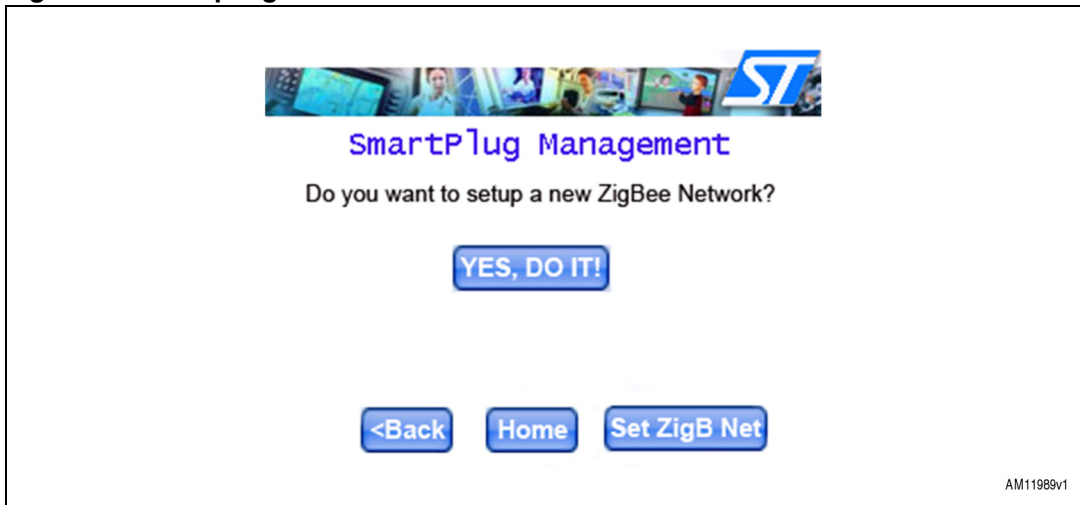 ST
SmartPlug Management
Do you want to setup a new ZigBee Network?
YES, DO IT!
<Back Home Set ZigB Net
AM11989v1